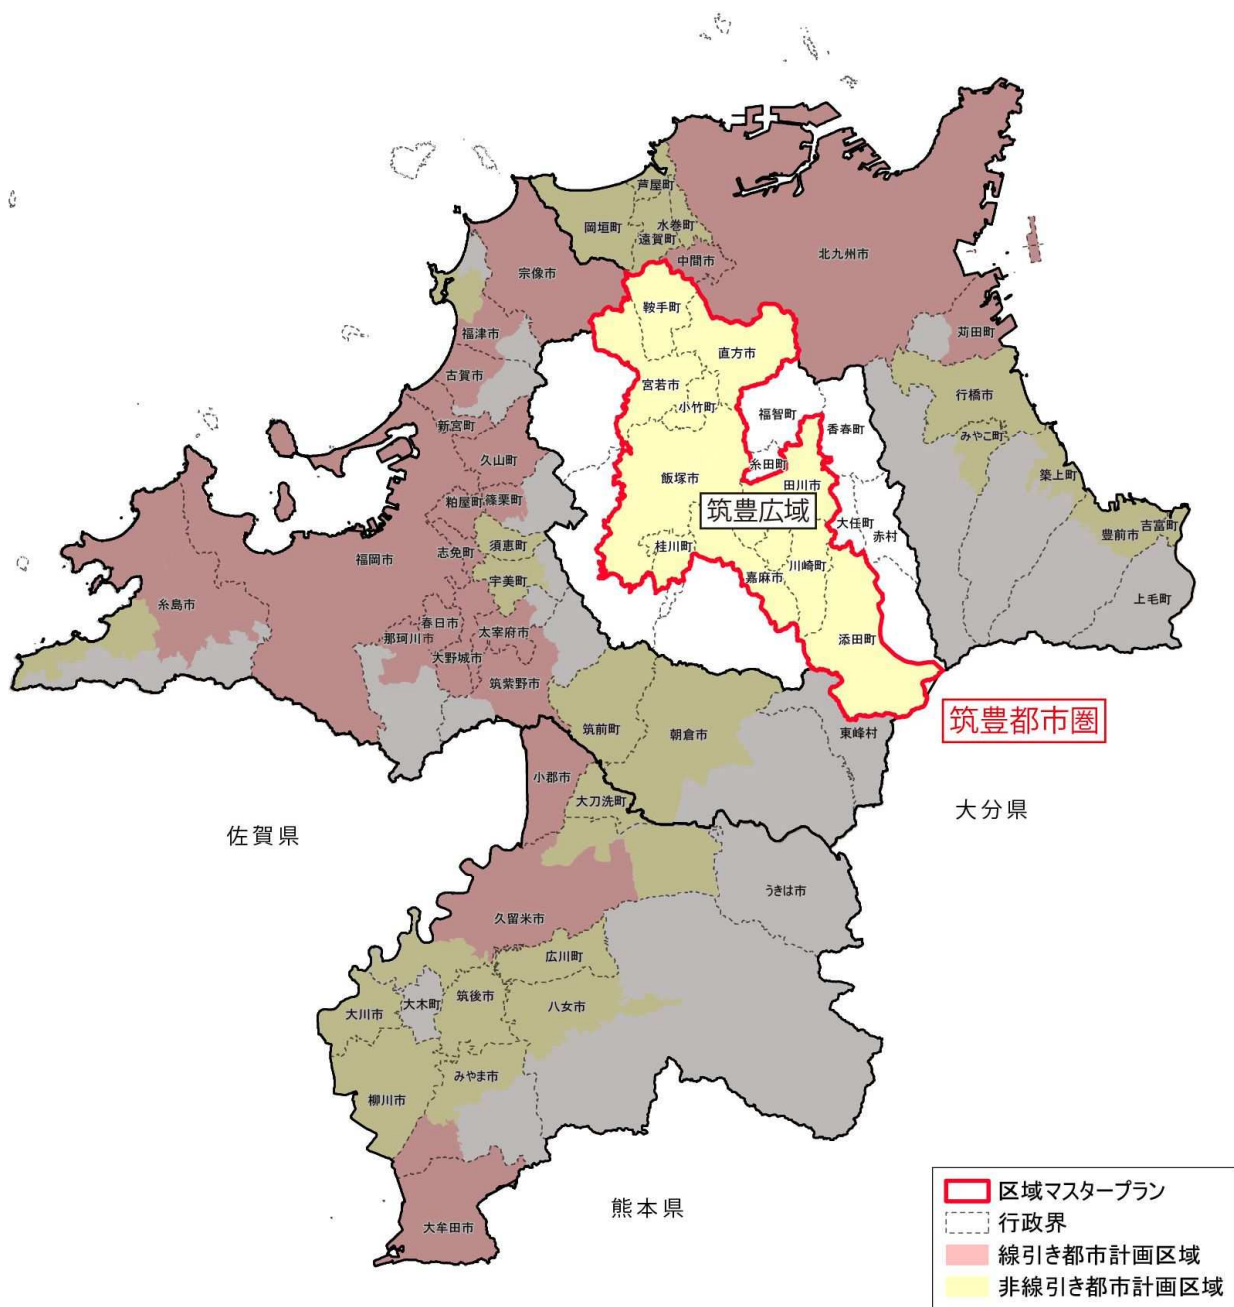 芦屋町
岡垣町
水巻町
遠賀町
中間市
北九州市
宗像市
鞍手町
苅田町
福津市
直方市
古賀市
宮若市
行橋市
小竹町
福智町
新宮町
香春町
みやこ町
久山町
糸田町
築上町
飯塚市
田川市
粕屋町
篠栗町
筑豊広域
大任町
吉富町
豊前市
赤村
福岡市
志免町
須恵町
桂川町
川崎町
宇美町
嘉麻市
上毛町
糸島市
春日市
太宰府市
那珂川市
添田町
大野城市
筑紫野市
筑豊都市圏
筑前町
朝倉市
東峰村
小郡市
大刀洗町
佐賀県
大分県
うきは市
久留米市
広川町
筑後市
大木町
八女市
大川市
みやま市
柳川市
熊本県
大牟田市
区域マスタープラン
行政界
線引き都市計画区域
非線引き都市計画区域